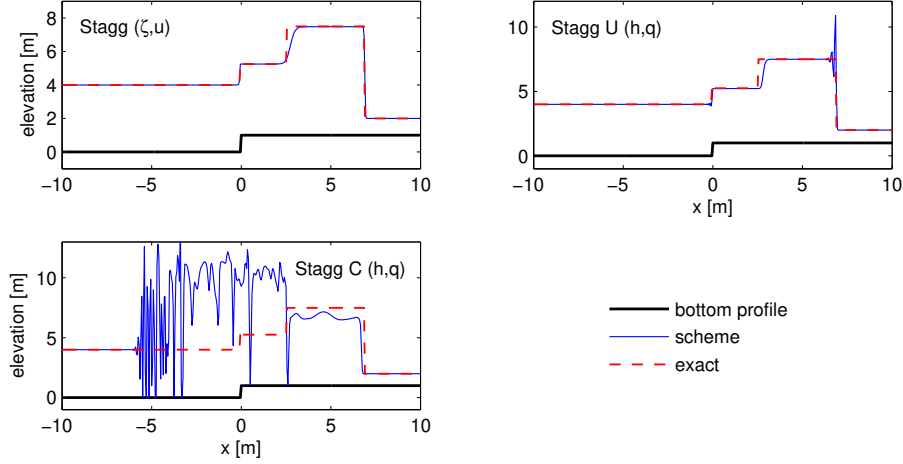 Stagg (ζ,u)
elevation [m]
8
6
4
2
0
−10 −5 0 5 10
Stagg U (h,q)
10
5
0
−10 −5 0 5 10
x [m]
Stagg C (h,q)
elevation [m]
10
5
0
−10 −5 0 5 10
x [m]
bottom profile
scheme
exact